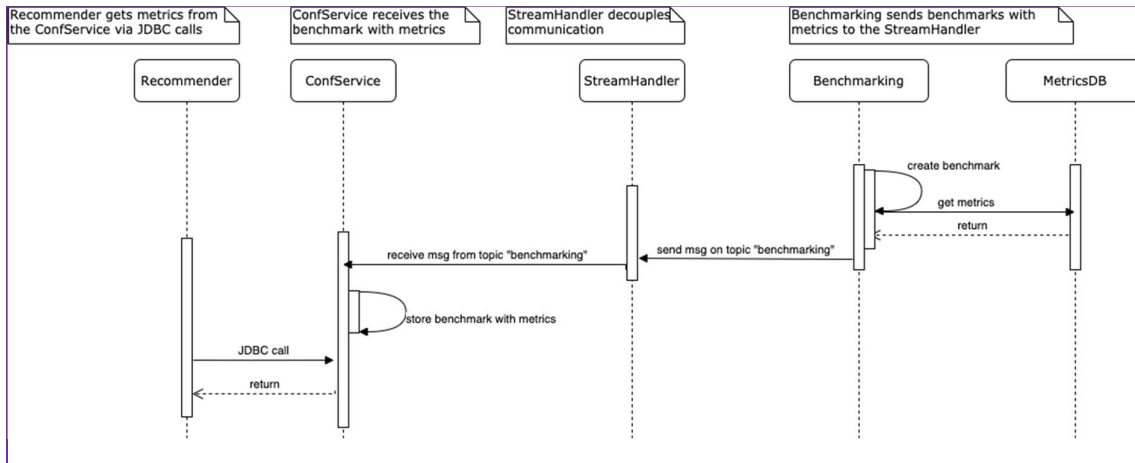 Recommender gets metrics from
the ConfService via JDBC calls
ConfService receives the
benchmark with metrics
StreamHandler decouples
communication
Benchmarking sends benchmarks with
metrics to the StreamHandler
Recommender
ConfService
StreamHandler
Benchmarking
MetricsDB
create benchmark
get metrics
return
send msg on topic "benchmarking"
receive msg from topic "benchmarking"
store benchmark with metrics
JDBC call
return